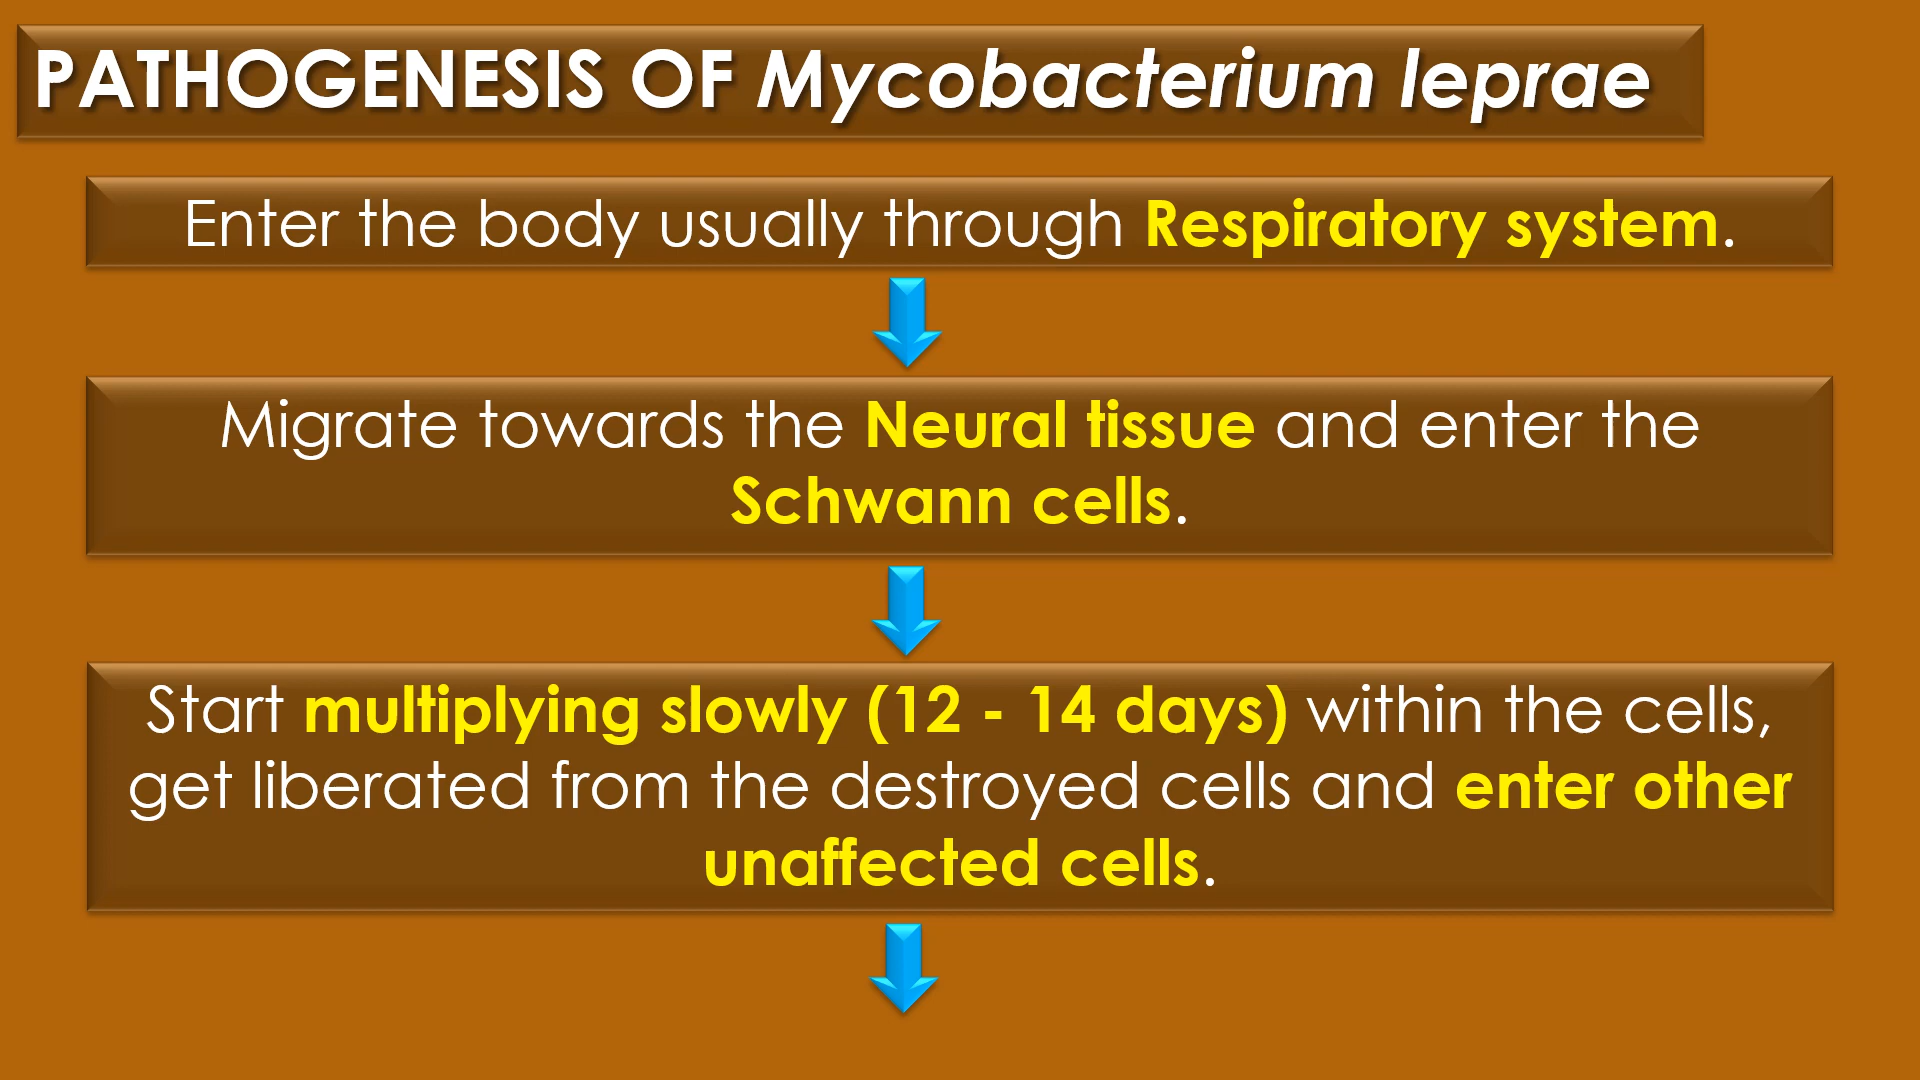 PATHOGENESIS OF Mycobacterium leprae
Enter the body usually through Respiratory system.
Migrate towards the Neural tissue and enter the
Schwann cells.
Start multiplying slowly (12 - 14 days) within the cells,
get liberated from the destroyed cells and enter other
unaffected cells.